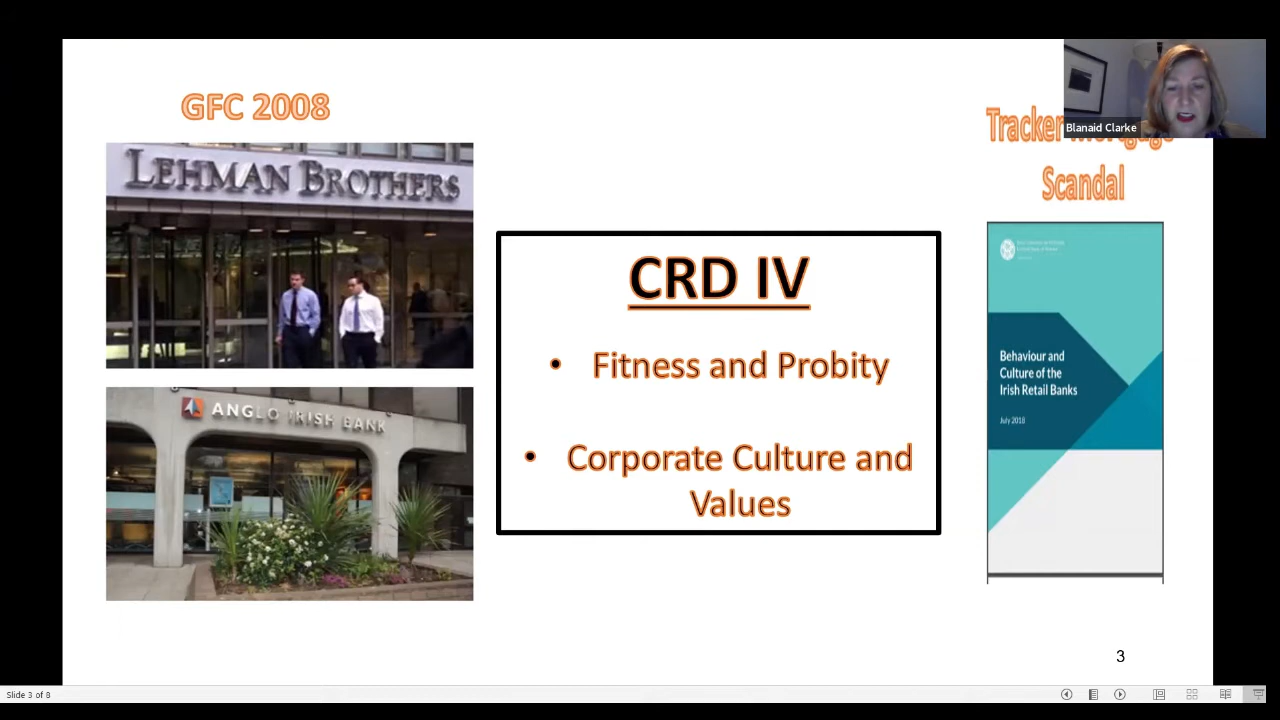 GFC 2008
LEHMAN BROTHERS
ANGLO IRISH BANK
CRD IV
• Fitness and Probity
• Corporate Culture and
Values
Tracker Mortgage
Scandal
Blanaid Clarke
Behaviour and
Culture of the
Irish Retail Banks
July 2018
3
Slide 3 of 8